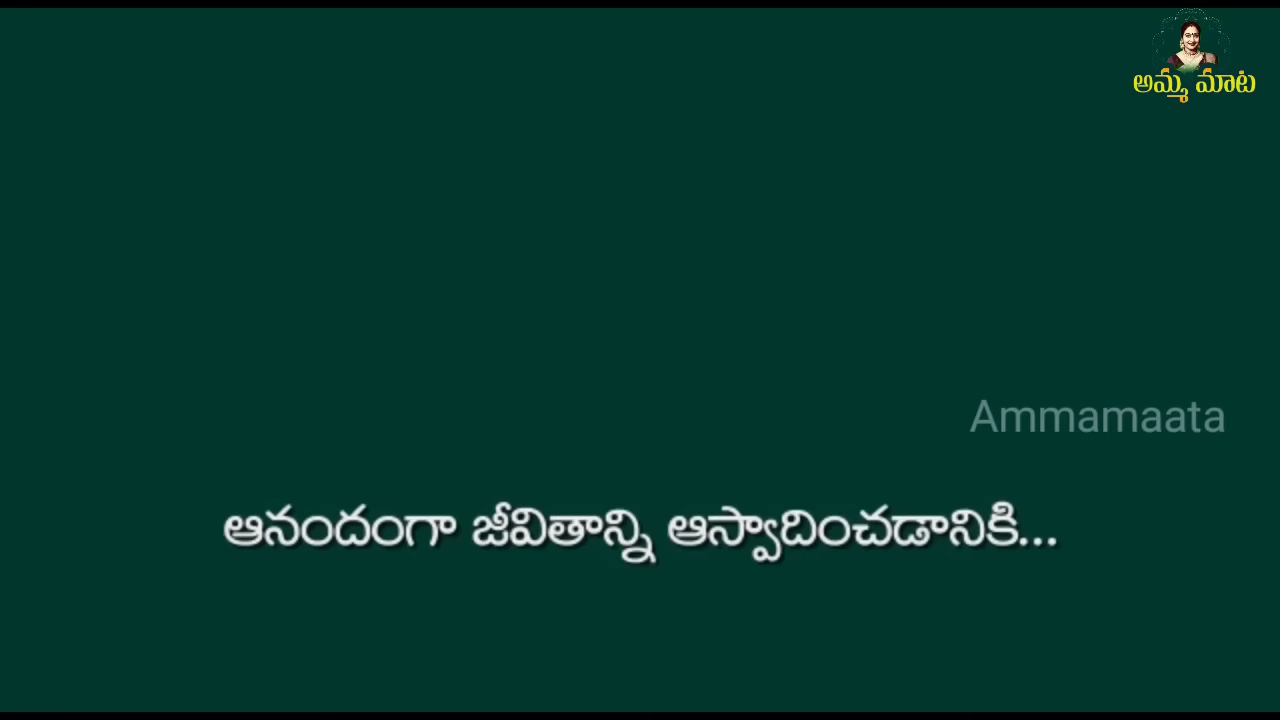 అమ్మ మాట
Ammamaata
ఆనందంగా జీవితాన్ని ఆస్వాదించడానికి...